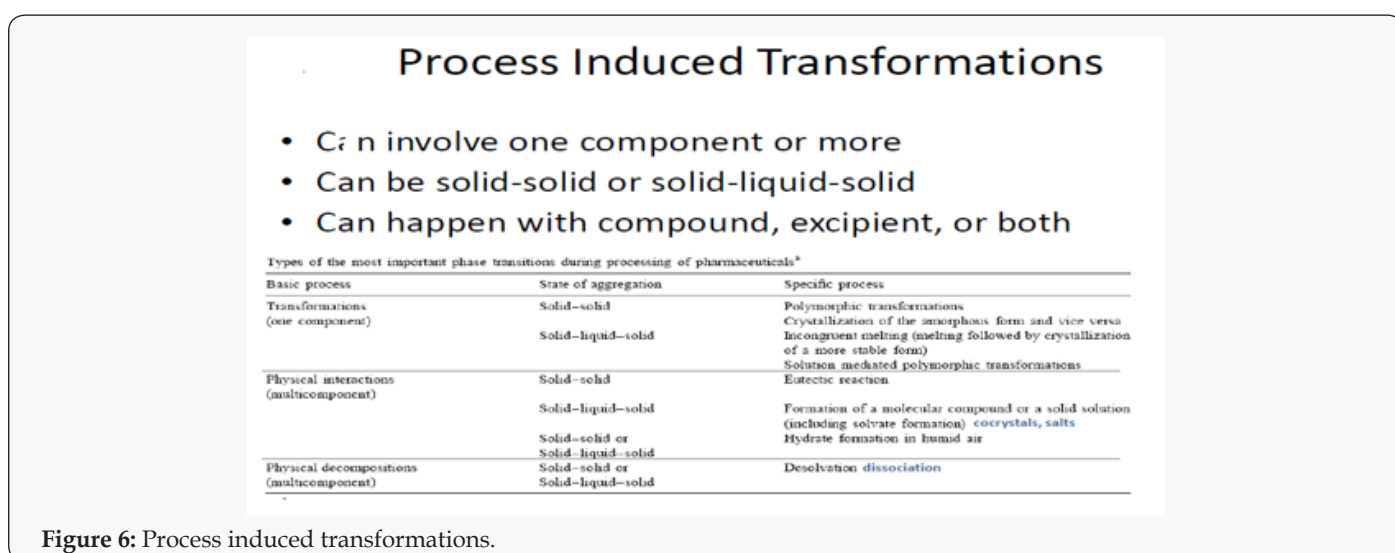 Process Induced Transformations
• Can involve one component or more
• Can be solid-solid or solid-liquid-solid
• Can happen with compound, excipient, or both
Types of the most important phase transitions during processing of pharmaceuticalsᵃ
Basic process State of aggregation Specific process
Transformations Solid–solid Polymorphic transformations
(one component) Crystallization of the amorphous form and vice versa
Solid–liquid–solid Incongruent melting (melting followed by crystallization
of a more stable form)
Solution mediated polymorphic transformations
Physical interactions Solid–solid Eutectic reaction
(multicomponent)
Solid–liquid–solid Formation of a molecular compound or a solid solution
(including solvate formation) cocrystals, salts
Solid–solid or Hydrate formation in humid air
Solid–liquid–solid
Physical decompositions Solid–solid or Desolvation dissociation
(multicomponent) Solid–liquid–solid
Figure 6: Process induced transformations.